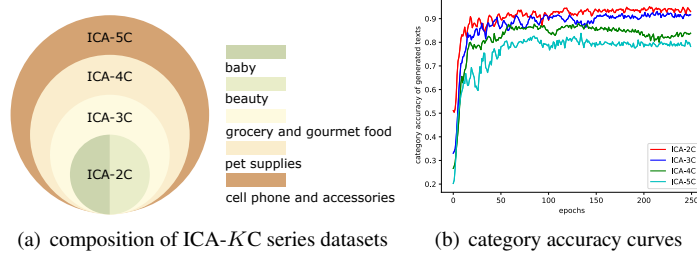 ICA-5C
ICA-4C
ICA-3C
ICA-2C
baby
beauty
grocery and gourmet food
pet supplies
cell phone and accessories
(a) composition of ICA-KC series datasets
category accuracy of generated texts
0.9
0.8
0.7
0.6
0.5
0.4
0.3
0.2
0
50
100
150
200
250
epochs
ICA-2C
ICA-3C
ICA-4C
ICA-5C
(b) category accuracy curves